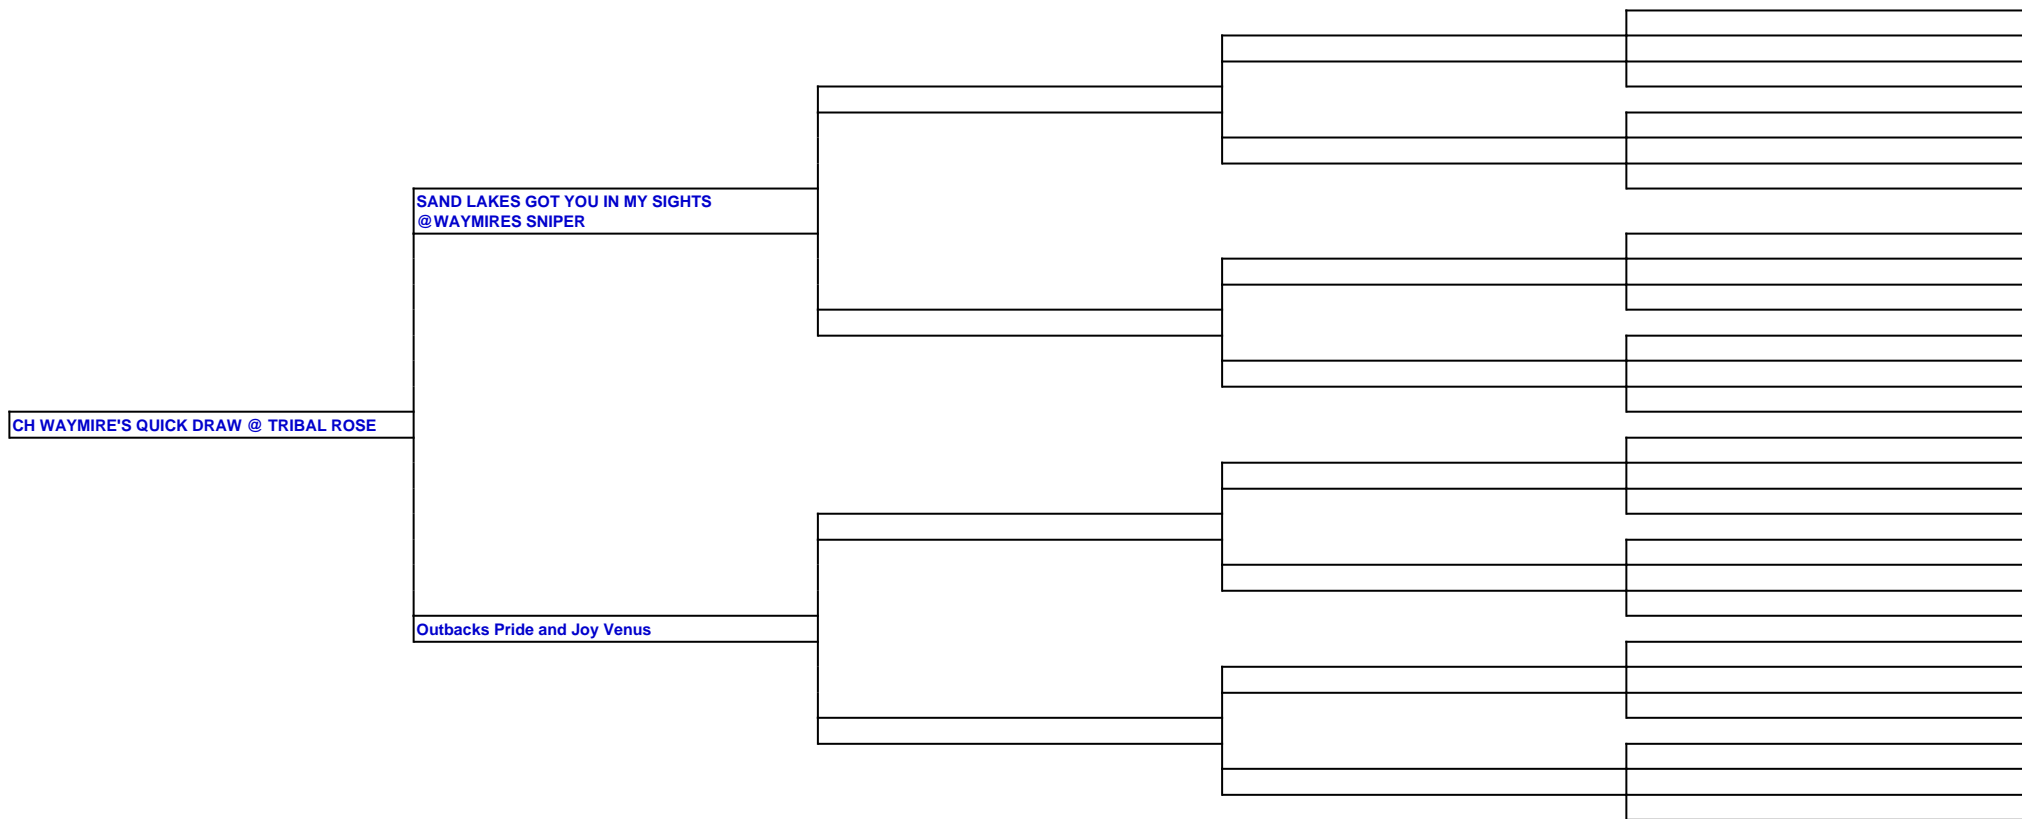 SAND LAKES GOT YOU IN MY SIGHTS
@WAYMIRES SNIPER
CH WAYMIRE'S QUICK DRAW @ TRIBAL ROSE
Outbacks Pride and Joy Venus